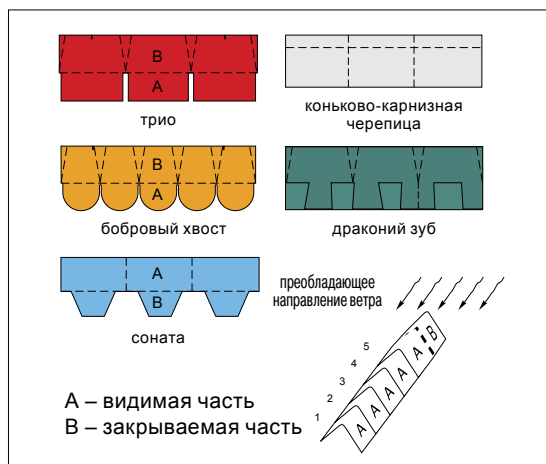 B
A
трио
коньково-карнизная
черепица
B
A
бобровый хвост
драконий зуб
A
B
соната
преобладающее
направление ветра
5
4
3
2
1
A
A
A
A
A
B
A – видимая часть
B – закрываемая часть